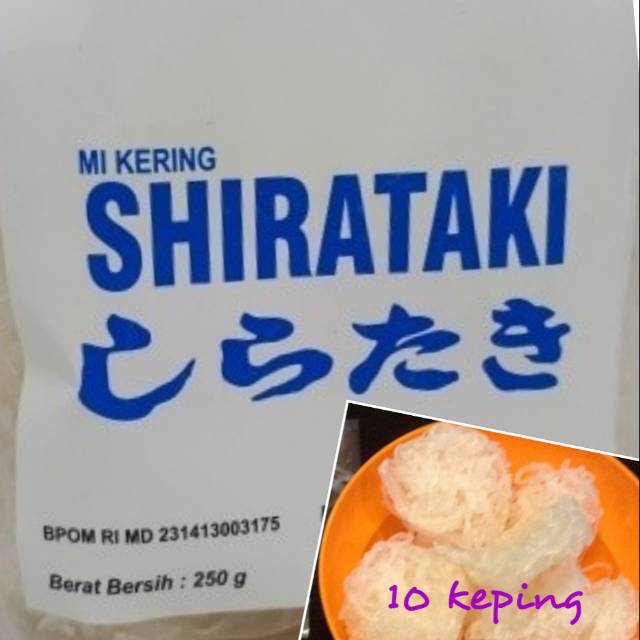 MI KERING
SHIRATAKI
しらたき
BPOM RI MD 231413003175
Berat Bersih : 250 g
10 keping